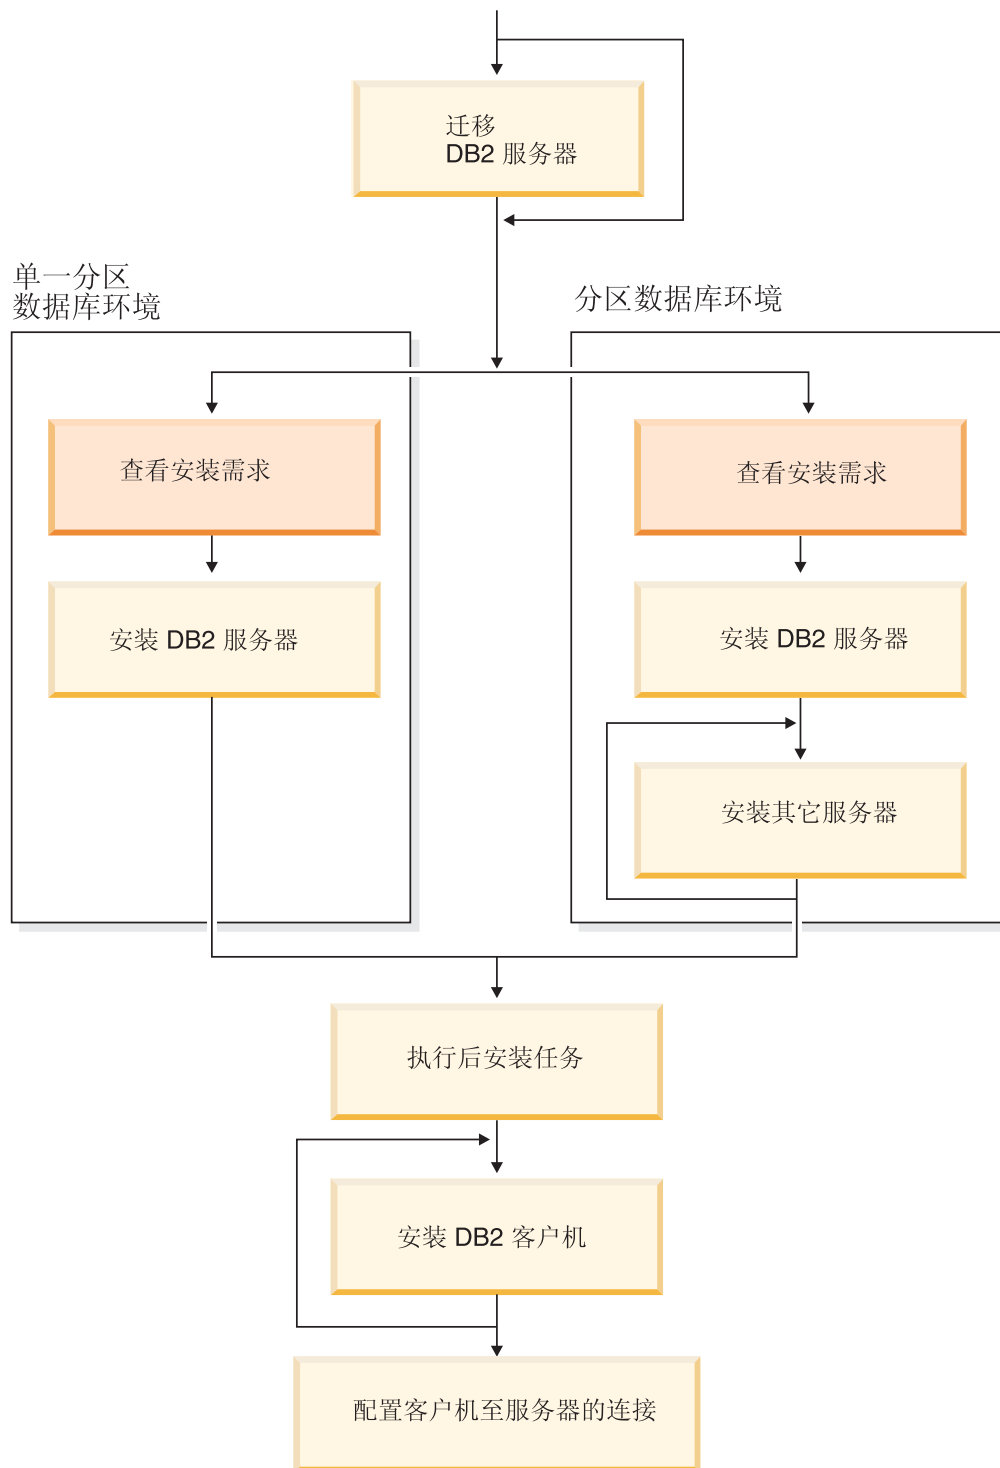 迁移
DB2 服务器
单一分区
数据库环境
分区数据库环境
查看安装需求
查看安装需求
安装 DB2 服务器
安装 DB2 服务器
安装其它服务器
执行后安装任务
安装 DB2 客户机
配置客户机至服务器的连接